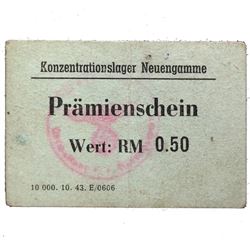 Konzentrationslager Neuengamme
Prämienschein
Wert: RM 0.50
10 000. 10. 43. E/0606